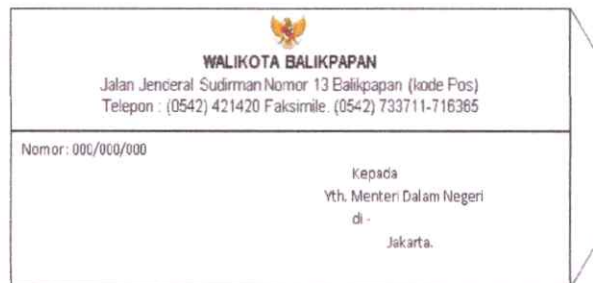 WALIKOTA BALIKPAPAN
Jalan Jenderal Sudirman Nomor 13 Balikpapan (kode Pos)
Telepon : (0542) 421420 Faksimile. (0542) 733711-716365
Nomor: 000/000/000
Kepada
Yth. Menteri Dalam Negeri
di -
Jakarta.